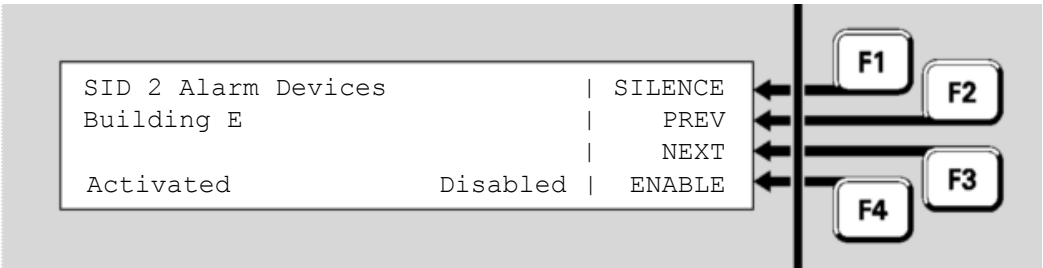 SID 2 Alarm Devices | SILENCE
Building E | PREV
| NEXT
Activated Disabled | ENABLE
F1
F2
F3
F4